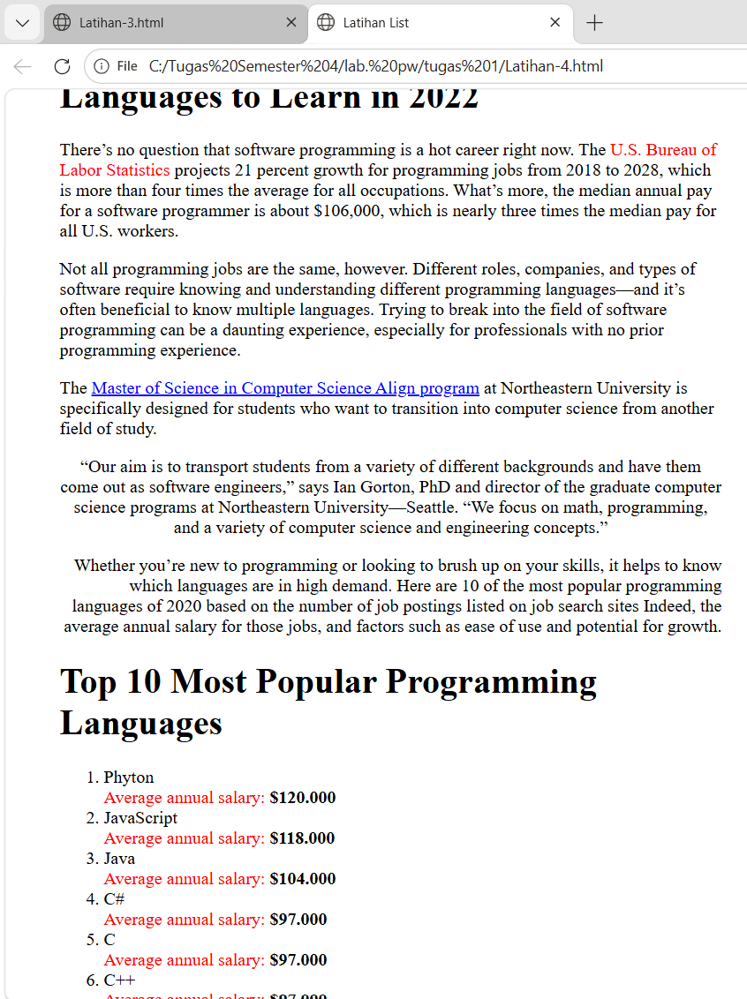 Latihan-3.html
Latihan List
File C:/Tugas%20Semester%204/lab.%20pw/tugas%201/Latihan-4.html
Languages to Learn in 2022
There’s no question that software programming is a hot career right now. The U.S. Bureau of
Labor Statistics projects 21 percent growth for programming jobs from 2018 to 2028, which
is more than four times the average for all occupations. What’s more, the median annual pay
for a software programmer is about $106,000, which is nearly three times the median pay for
all U.S. workers.
Not all programming jobs are the same, however. Different roles, companies, and types of
software require knowing and understanding different programming languages—and it’s
often beneficial to know multiple languages. Trying to break into the field of software
programming can be a daunting experience, especially for professionals with no prior
programming experience.
The Master of Science in Computer Science Align program at Northeastern University is
specifically designed for students who want to transition into computer science from another
field of study.
“Our aim is to transport students from a variety of different backgrounds and have them
come out as software engineers,” says Ian Gorton, PhD and director of the graduate computer
science programs at Northeastern University—Seattle. “We focus on math, programming,
and a variety of computer science and engineering concepts.”
Whether you’re new to programming or looking to brush up on your skills, it helps to know
which languages are in high demand. Here are 10 of the most popular programming
languages of 2020 based on the number of job postings listed on job search sites Indeed, the
average annual salary for those jobs, and factors such as ease of use and potential for growth.
Top 10 Most Popular Programming
Languages
1. Phyton
Average annual salary: $120.000
2. JavaScript
Average annual salary: $118.000
3. Java
Average annual salary: $104.000
4. C#
Average annual salary: $97.000
5. C
Average annual salary: $97.000
6. C++
Average annual salary: $97.000